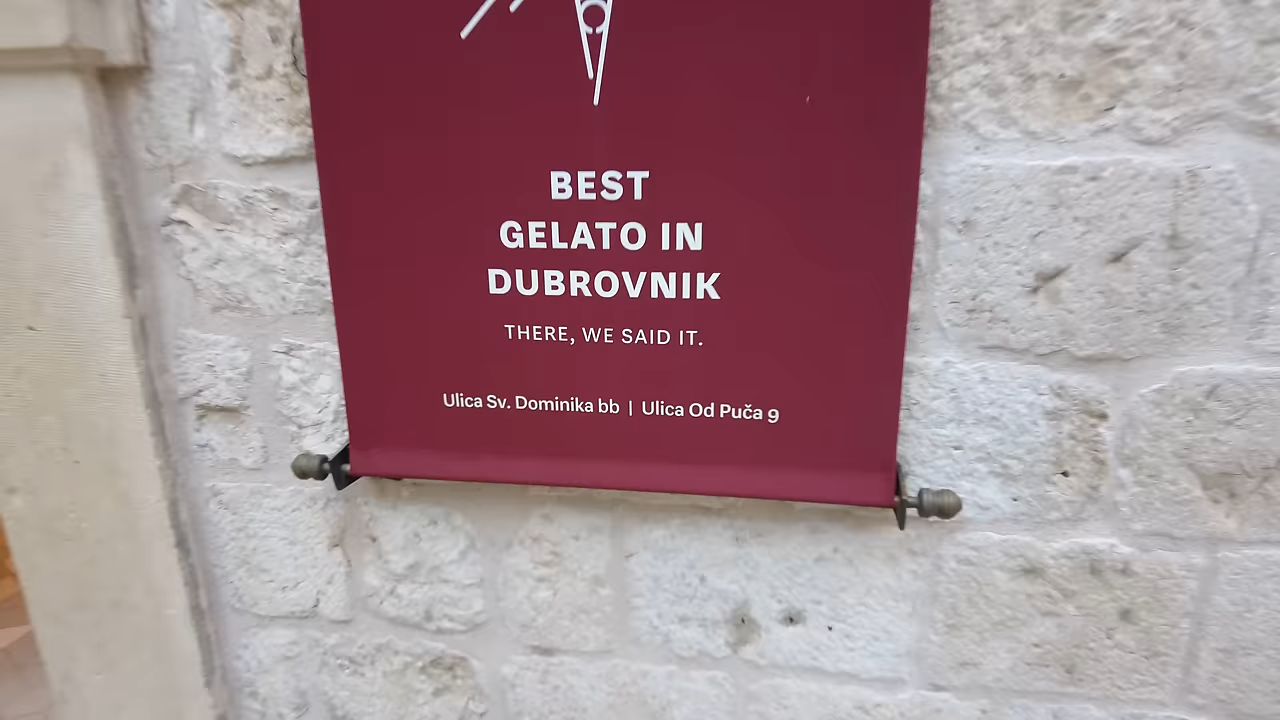 BEST
GELATO IN
DUBROVNIK
THERE, WE SAID IT.
Ulica Sv. Dominika bb | Ulica Od Puča 9